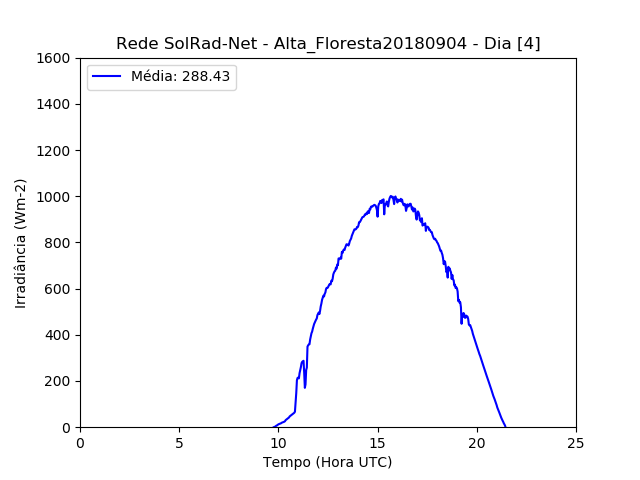 Rede SolRad-Net - Alta_Floresta20180904 - Dia [4]
Média: 288.43
Irradiância (Wm-2)
1600
1400
1200
1000
800
600
400
200
0
0 5 10 15 20 25
Tempo (Hora UTC)